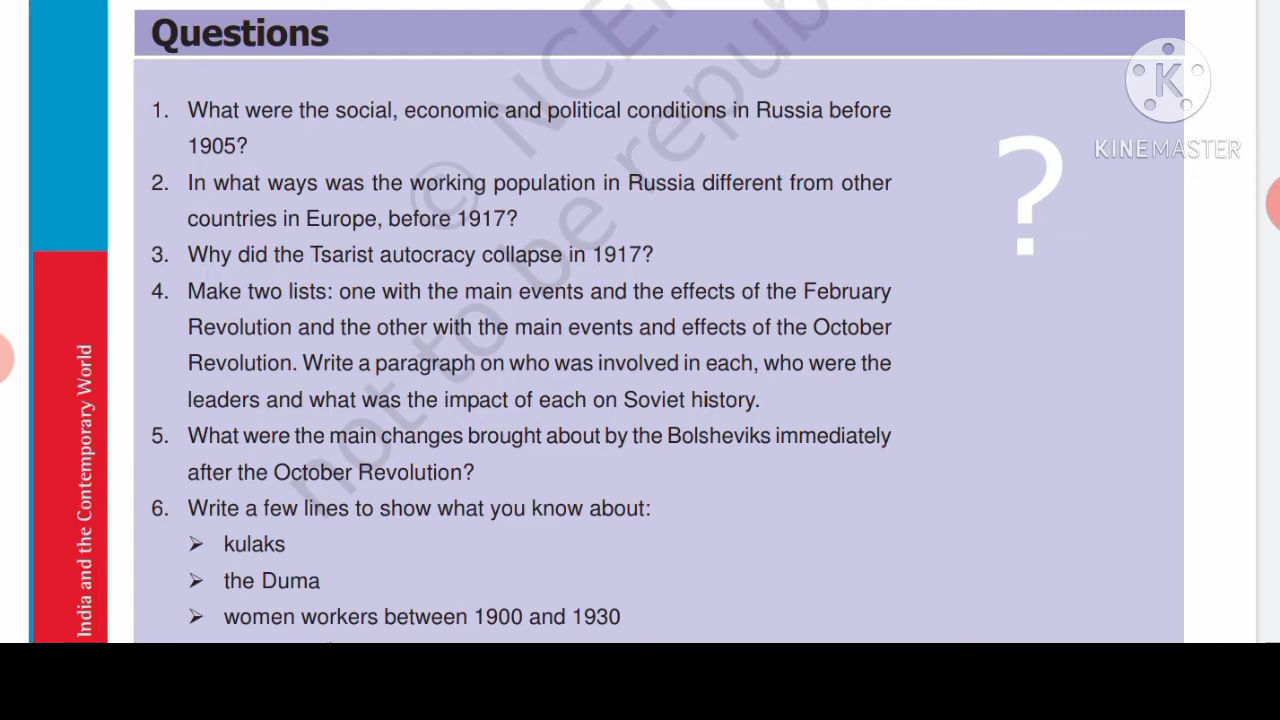 Questions
1. What were the social, economic and political conditions in Russia before
1905?
2. In what ways was the working population in Russia different from other
countries in Europe, before 1917?
3. Why did the Tsarist autocracy collapse in 1917?
4. Make two lists: one with the main events and the effects of the February
Revolution and the other with the main events and effects of the October
Revolution. Write a paragraph on who was involved in each, who were the
leaders and what was the impact of each on Soviet history.
5. What were the main changes brought about by the Bolsheviks immediately
after the October Revolution?
6. Write a few lines to show what you know about:
➢ kulaks
➢ the Duma
➢ women workers between 1900 and 1930
?
K
KINEMASTER
India and the Contemporary World
© NCE
not to be repub